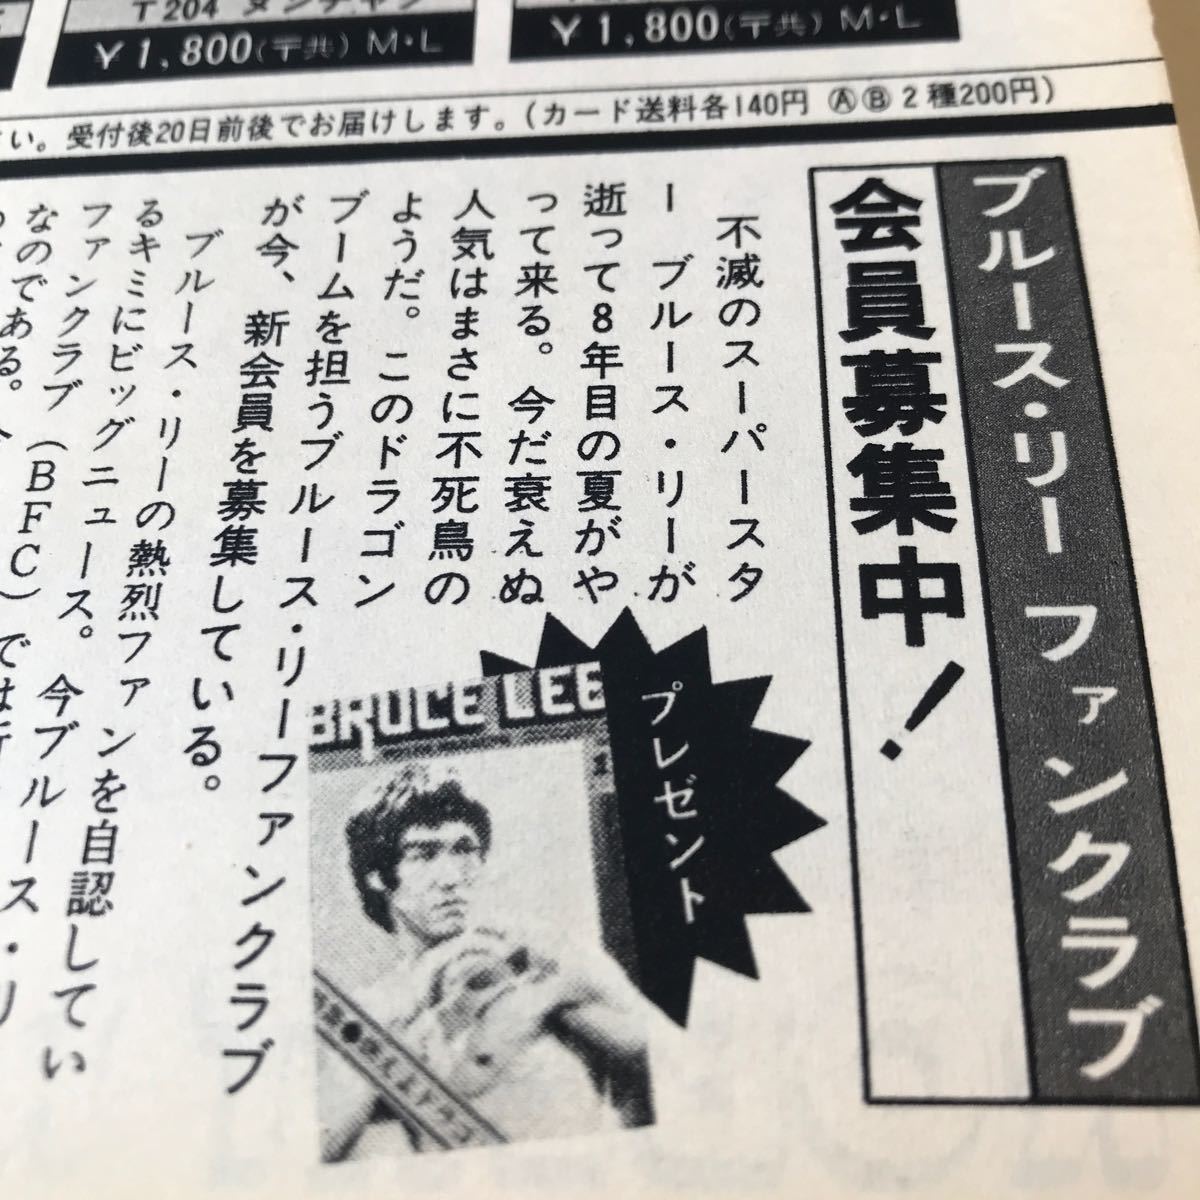 〒204 タンチャン
¥1,800(〒共) M·L
¥1,800(〒共) M·L
さい。受付後20日前後でお届けします。(カード送料各140円 ⒶⒷ 2種200円)
ブルース・リー ファンクラブ
会員募集中!
不滅のスーパースタ
ー ブルース・リーが
逝って8年目の夏がや
って来る。今だ衰えぬ
人気はまさに不死鳥の
ようだ。このドラゴン
ブームを担うブルース・リーファンクラブ
が今、新会員を募集している。
ブルース・リーの熱烈ファンを自認してい
るキミにビッグニュース。今ブルース・リ
ファンクラブ(BFC)では
なのである。
プレゼント
BRUCE LEE